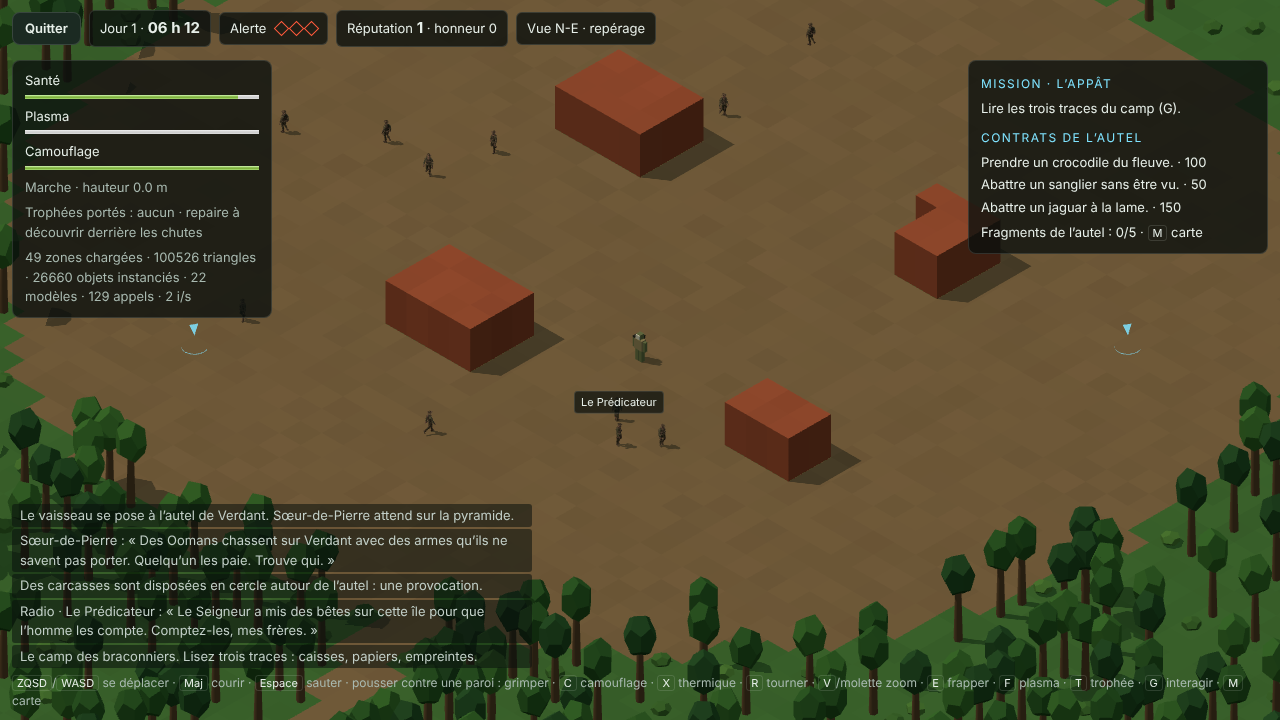 Quitter
Jour 1 · 06 h 12
Alerte
Réputation 1 · honneur 0
Vue N-E · repérage
Santé
Plasma
Camouflage
Marche · hauteur 0.0 m
Trophées portés : aucun · repaire à
découvrir derrière les chutes
49 zones chargées · 100526 triangles
· 26660 objets instanciés · 22
modèles · 129 appels · 2 i/s
MISSION · L’APPÂT
Lire les trois traces du camp (G).
CONTRATS DE L’AUTEL
Prendre un crocodile du fleuve. · 100
Abattre un sanglier sans être vu. · 50
Abattre un jaguar à la lame. · 150
Fragments de l’autel : 0/5 · M carte
Le Prédicateur
Le vaisseau se pose à l’autel de Verdant. Sœur-de-Pierre attend sur la pyramide.
Sœur-de-Pierre : « Des Oomans chassent sur Verdant avec des armes qu’ils ne
savent pas porter. Quelqu’un les paie. Trouve qui. »
Des carcasses sont disposées en cercle autour de l’autel : une provocation.
Radio · Le Prédicateur : « Le Seigneur a mis des bêtes sur cette île pour que
l’homme les compte. Comptez-les, mes frères. »
Le camp des braconniers. Lisez trois traces : caisses, papiers, empreintes.
ZQSD / WASD se déplacer · Maj courir · Espace sauter · pousser contre une paroi : grimper · C camouflage · X thermique · R tourner · V /molette zoom · E frapper · F plasma · T trophée · G interagir · M
carte